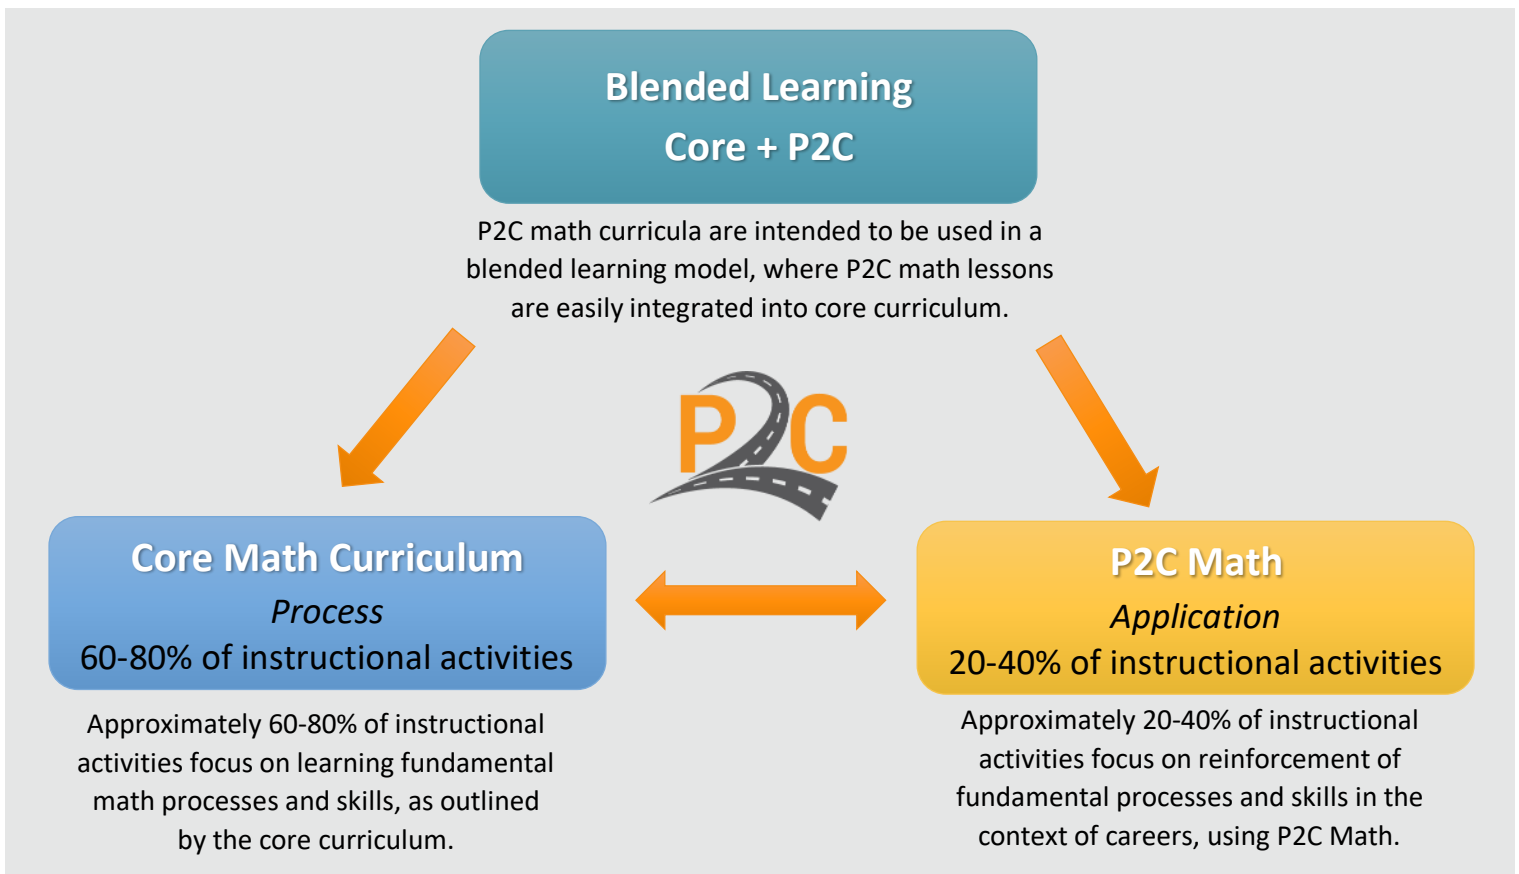 Blended Learning
Core + P2C
P2C math curricula are intended to be used in a
blended learning model, where P2C math lessons
are easily integrated into core curriculum.
P2C
Core Math Curriculum
Process
60-80% of instructional activities
Approximately 60-80% of instructional
activities focus on learning fundamental
math processes and skills, as outlined
by the core curriculum.
P2C Math
Application
20-40% of instructional activities
Approximately 20-40% of instructional
activities focus on reinforcement of
fundamental processes and skills in the
context of careers, using P2C Math.